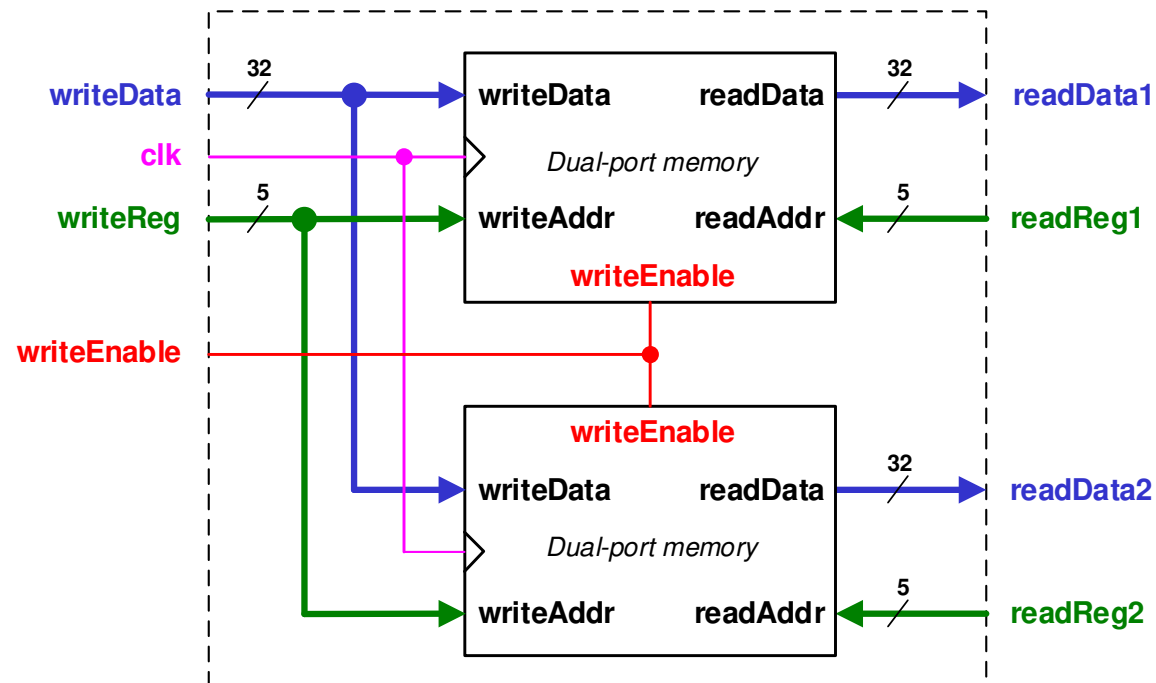 32
32
writeData
writeData
readData
readData1
clk
Dual-port memory
5
5
writeReg
writeAddr
readAddr
readReg1
writeEnable
writeEnable
writeEnable
32
writeData
readData
readData2
Dual-port memory
5
writeAddr
readAddr
readReg2